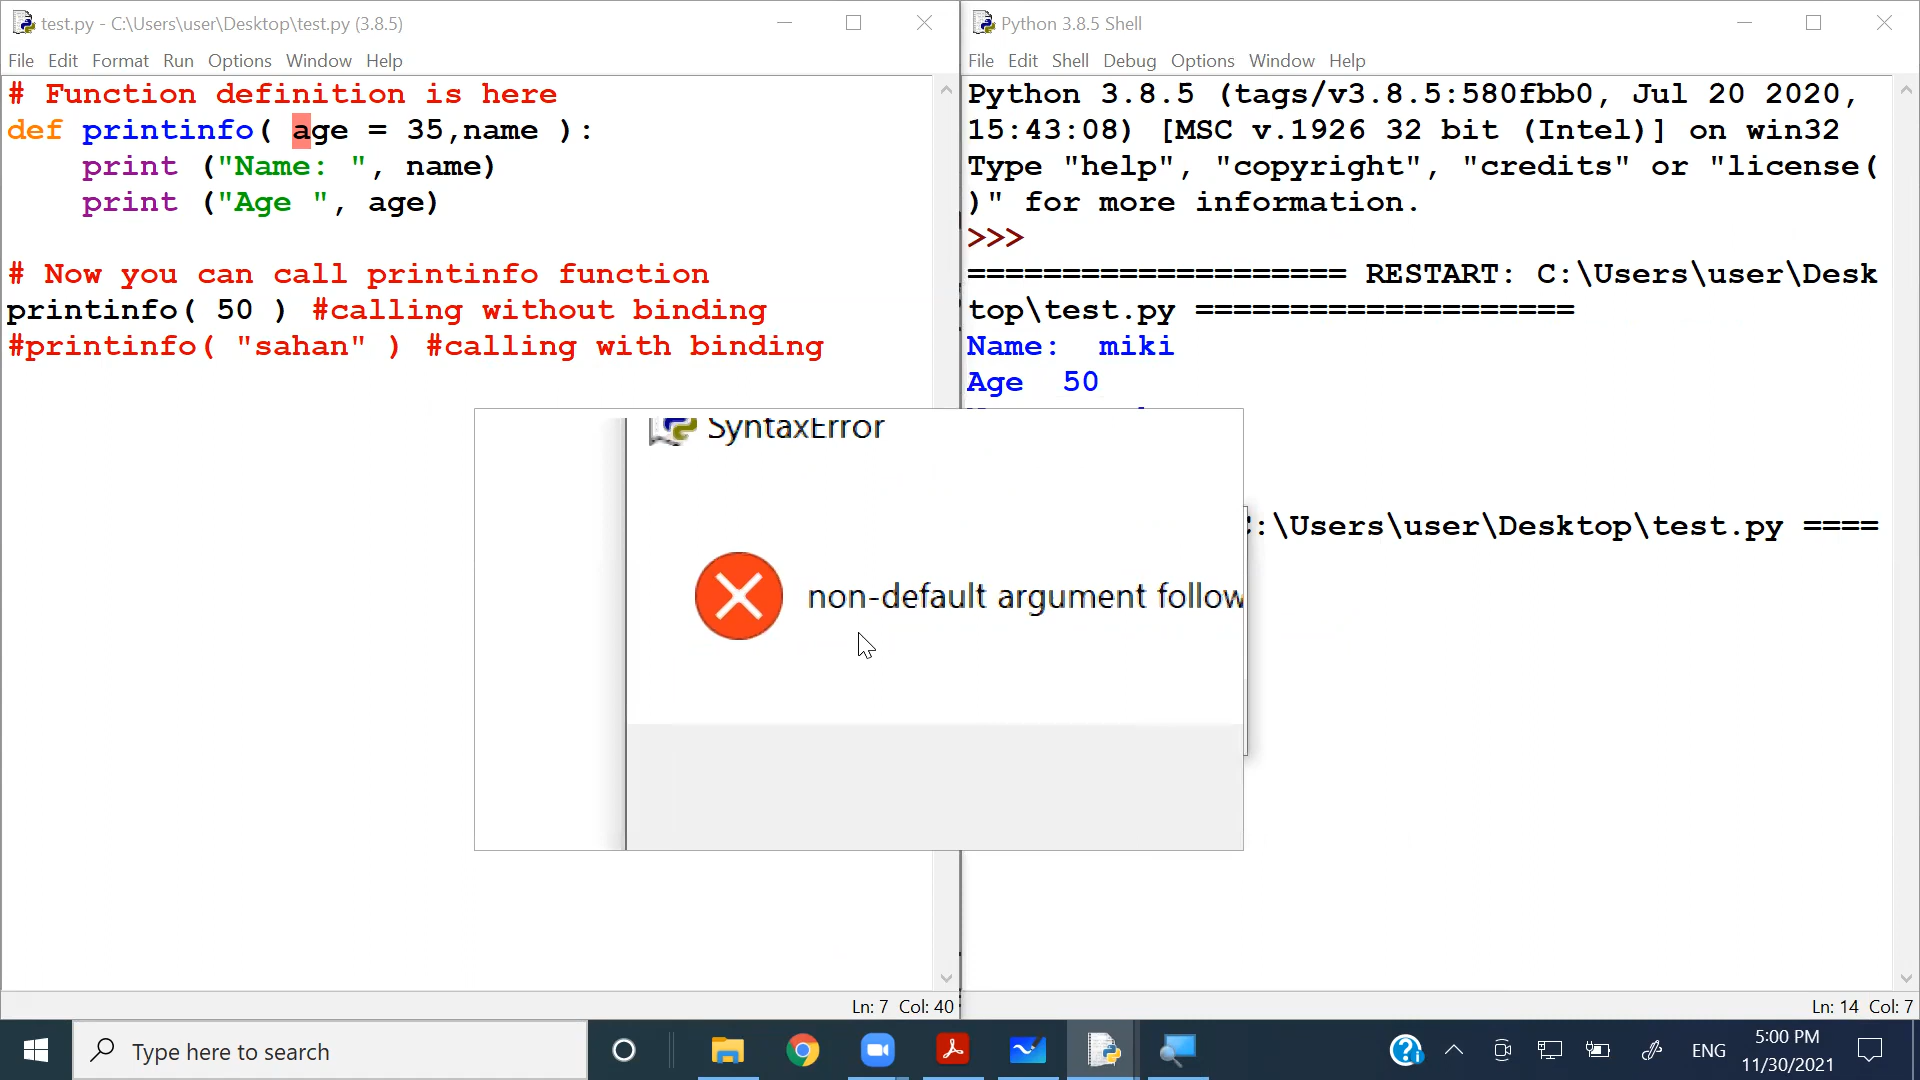 test.py - C:\Users\user\Desktop\test.py (3.8.5)
File Edit Format Run Options Window Help
# Function definition is here
def printinfo( age = 35,name ):
    print ("Name: ", name)
    print ("Age ", age)
# Now you can call printinfo function
printinfo( 50 ) #calling without binding
#printinfo( "sahan" ) #calling with binding
Ln: 7 Col: 40
Python 3.8.5 Shell
File Edit Shell Debug Options Window Help
Python 3.8.5 (tags/v3.8.5:580fbb0, Jul 20 2020,
15:43:08) [MSC v.1926 32 bit (Intel)] on win32
Type "help", "copyright", "credits" or "license(
)" for more information.
>>>
==================== RESTART: C:\Users\user\Desk
top\test.py ====================
Name:  miki
Age  50
:\Users\user\Desktop\test.py ====
Ln: 14 Col: 7
SyntaxError
non-default argument follow
Type here to search
ENG
5:00 PM
11/30/2021